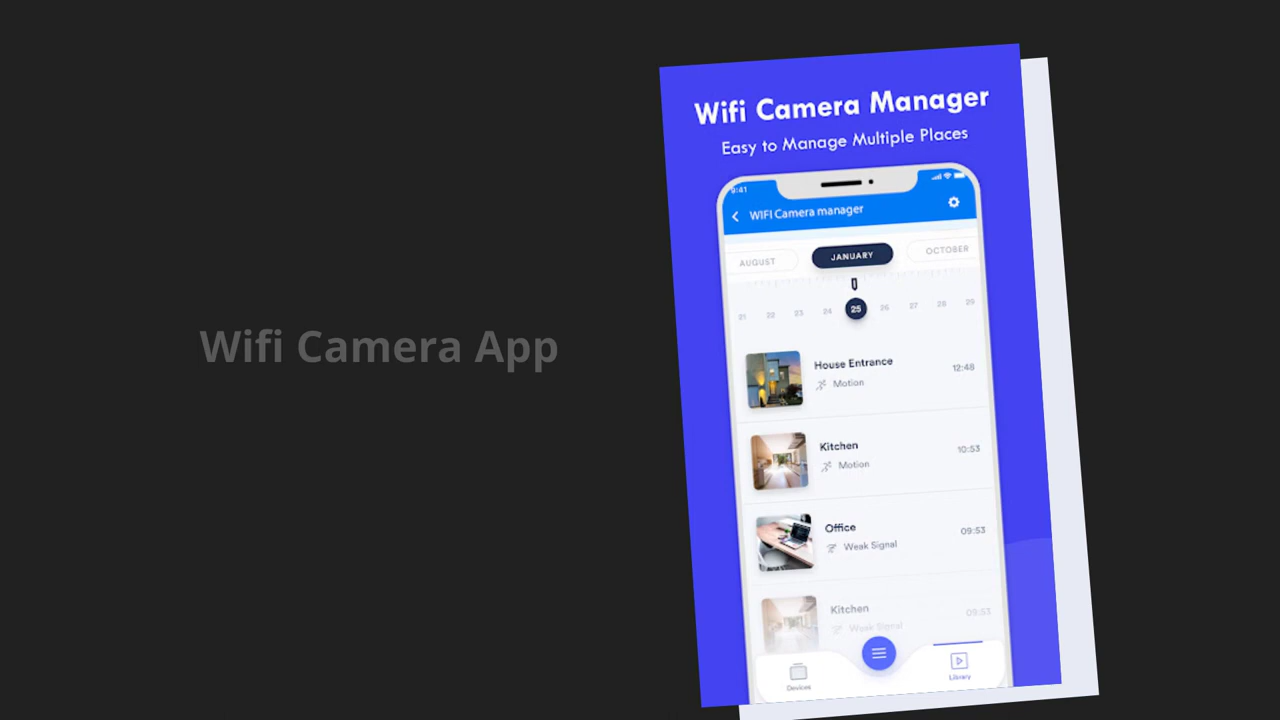 Wifi Camera App
Wifi Camera Manager
Easy to Manage Multiple Places
9:41
WIFI Camera manager
AUGUST JANUARY OCTOBER
21 22 23 24 25 26 27 28 29
House Entrance
Motion
12:48
Kitchen
Motion
10:53
Office
Weak Signal
09:53
Kitchen
Weak Signal
09:53
Devices Library